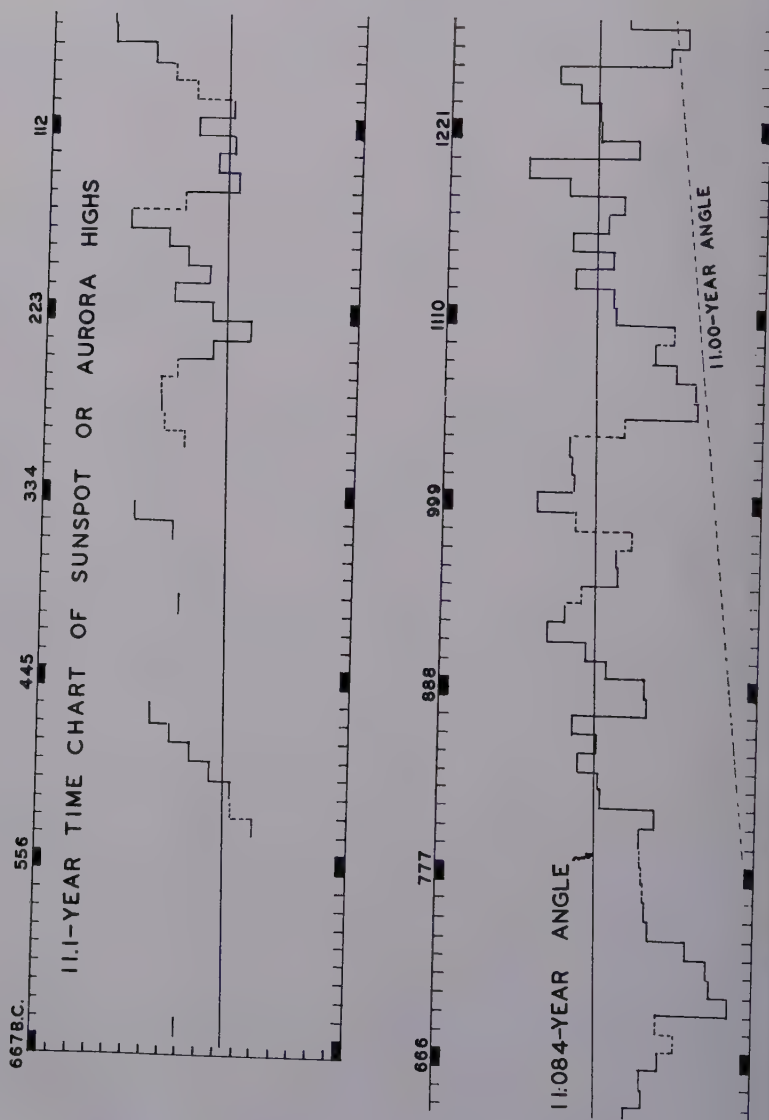 11.1-YEAR TIME CHART OF SUNSPOT OR AURORA HIGHS
667 B.C.
556
445
334
223
112
11.084-YEAR ANGLE
11.00-YEAR ANGLE
666
777
888
999
1110
1221